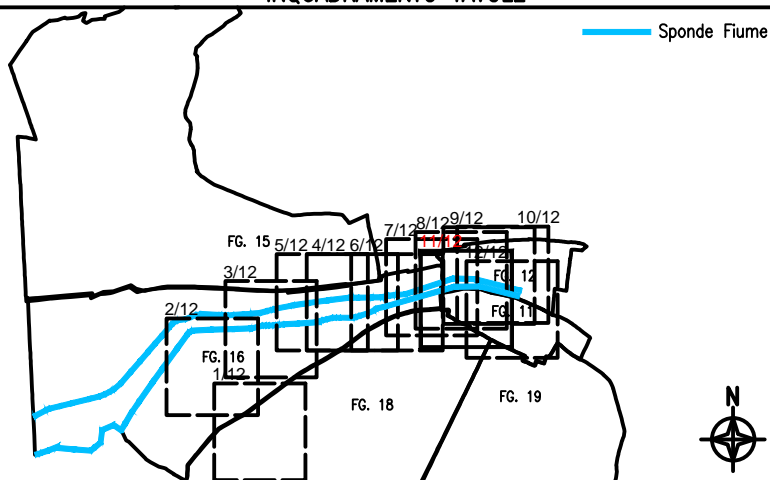 INQUADRAMENTO TAVOLE
Sponde Fiume
10/12
8/12
9/12
7/12
11/12
FG. 15
5/12
4/12
6/12
12/12
3/12
FG. 12
2/12
FG. 11
FG. 16
1/12
FG. 18
FG. 19
N